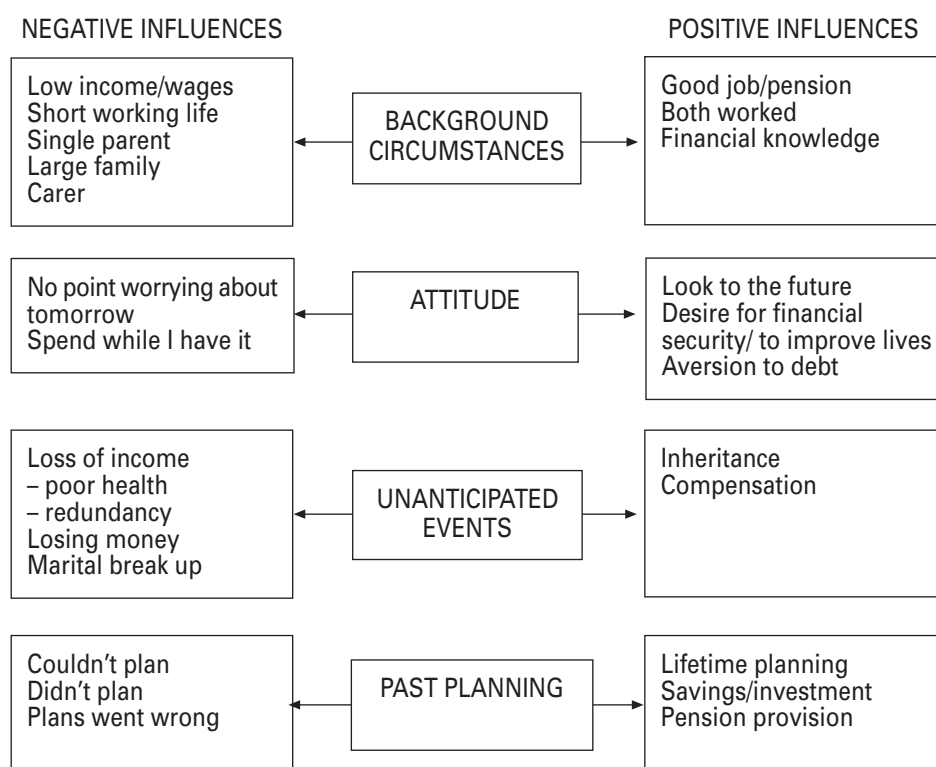 NEGATIVE INFLUENCES
POSITIVE INFLUENCES
Low income/wages
Short working life
Single parent
Large family
Carer
BACKGROUND
CIRCUMSTANCES
Good job/pension
Both worked
Financial knowledge
No point worrying about
tomorrow
Spend while I have it
ATTITUDE
Look to the future
Desire for financial
security/ to improve lives
Aversion to debt
Loss of income
– poor health
– redundancy
Losing money
Marital break up
UNANTICIPATED
EVENTS
Inheritance
Compensation
Couldn’t plan
Didn’t plan
Plans went wrong
PAST PLANNING
Lifetime planning
Savings/investment
Pension provision